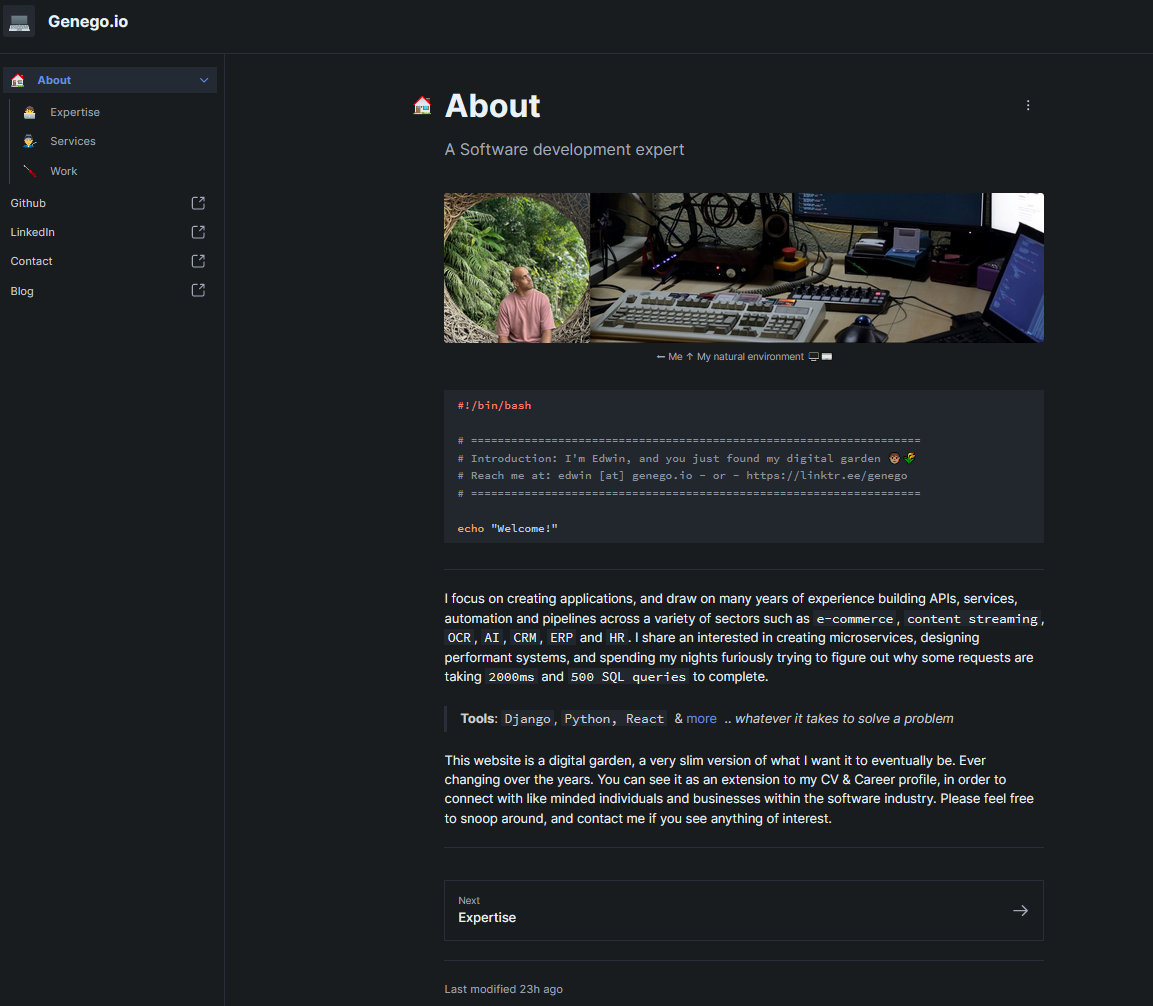 Genego.io
About
Expertise
Services
Work
Github
LinkedIn
Contact
Blog
About
A Software development expert
← Me ↑ My natural environment 🖥️⌨️
#!/bin/bash
# ===================================================================
# Introduction: I'm Edwin, and you just found my digital garden 👨🏽🌽
# Reach me at: edwin [at] genego.io - or - https://linktr.ee/genego
# ===================================================================
echo "Welcome!"
I focus on creating applications, and draw on many years of experience building APIs, services,
automation and pipelines across a variety of sectors such as e-commerce, content streaming,
OCR, AI, CRM, ERP and HR. I share an interested in creating microservices, designing
performant systems, and spending my nights furiously trying to figure out why some requests are
taking 2000ms and 500 SQL queries to complete.
Tools: Django, Python, React & more .. whatever it takes to solve a problem
This website is a digital garden, a very slim version of what I want it to eventually be. Ever
changing over the years. You can see it as an extension to my CV & Career profile, in order to
connect with like minded individuals and businesses within the software industry. Please feel free
to snoop around, and contact me if you see anything of interest.
Next
Expertise
Last modified 23h ago